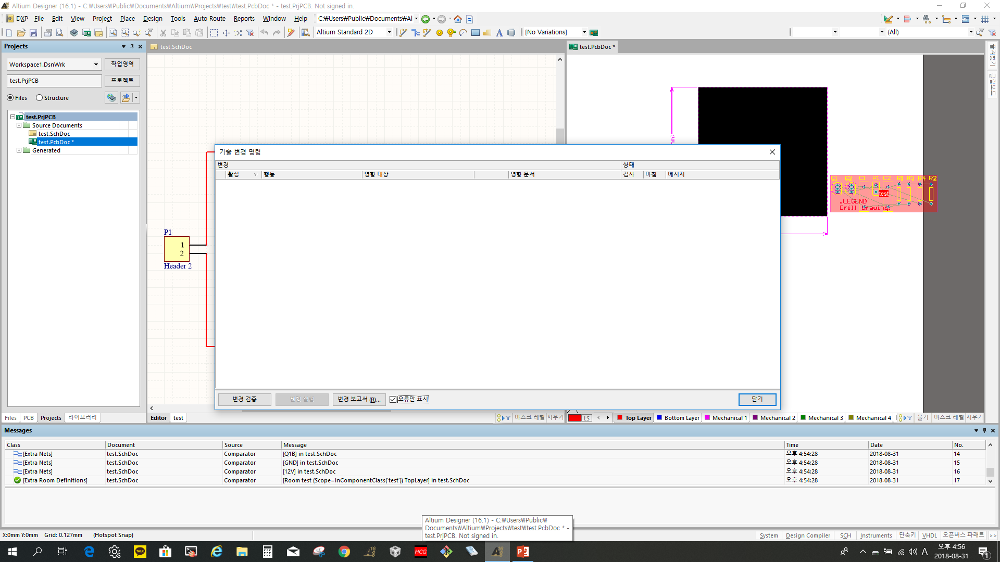 Altium Designer (16.1) - C:₩Users₩Public₩Documents₩Altium₩Projects₩test₩test.PcbDoc * - test.PrjPCB. Not signed in.
DXP File Edit View Project Place Design Tools Auto Route Reports Window Help C:₩Users₩Public₩Documents₩Al
Altium Standard 2D [No Variations] (All)
Projects
test.SchDoc
test.PcbDoc *
Workspace1.DsnWrk 작업영역
test.PrjPCB 프로젝트
Files Structure
test.PrjPCB
Source Documents
test.SchDoc
test.PcbDoc *
Generated
즐겨찾기
클립보드
P1
1
2
Header 2
기술 변경 명령
변경 상태
활성 행동 영향 대상 영향 문서 검사 마침 메시지
Q1 Q2 C1 P1 C2 R1 R3 R4 R2
test
.LEGEND
Drill Drawing.
변경 검증 변경 실행 변경 보고서 (R)... 오류만 표시 닫기
Files PCB Projects 라이브러리
Editor test 마스크 레벨 지우기
LS Top Layer Bottom Layer Mechanical 1 Mechanical 2 Mechanical 3 Mechanical 4 물기 마스크 레벨 지우기
Messages
Class Document Source Message Time Date No.
[Extra Nets] test.SchDoc Comparator [Q1B] in test.SchDoc 오후 4:54:28 2018-08-31 14
[Extra Nets] test.SchDoc Comparator [GND] in test.SchDoc 오후 4:54:28 2018-08-31 15
[Extra Nets] test.SchDoc Comparator [12V] in test.SchDoc 오후 4:54:28 2018-08-31 16
[Extra Room Definitions] test.SchDoc Comparator [Room test (Scope=InComponentClass('test')) TopLayer] in test.SchDoc 오후 4:54:28 2018-08-31 17
Altium Designer (16.1) - C:₩Users₩Public₩
Documents₩Altium₩Projects₩test₩test.PcbDoc * -
test.PrjPCB. Not signed in.
X:0mm Y:0mm Grid: 0.127mm (Hotspot Snap)
System Design Compiler SCH Instruments 단축키 VHDL 오픈버스 파래트 >>
TALK
16
HCG
16
A
오후 4:56
2018-08-31
1